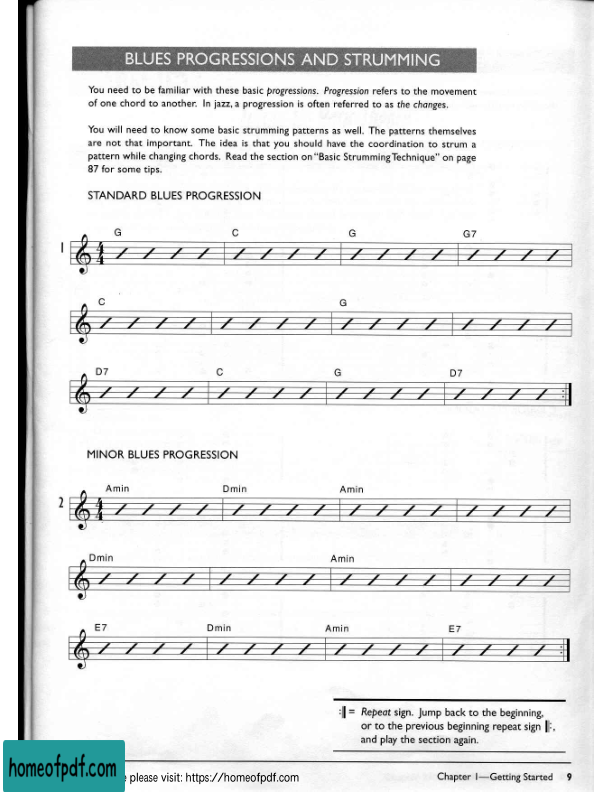 BLUES PROGRESSIONS AND STRUMMING
You need to be familiar with these basic progressions. Progression refers to the movement
of one chord to another. In jazz, a progression is often referred to as the changes.
You will need to know some basic strumming patterns as well. The patterns themselves
are not that important. The idea is that you should have the coordination to strum a
pattern while changing chords. Read the section on "Basic Strumming Technique" on page
87 for some tips.
STANDARD BLUES PROGRESSION
G C G G7
1 4 4
C G
D7 C G D7
MINOR BLUES PROGRESSION
Amin Dmin Amin
2 4 4
Dmin Amin
E7 Dmin Amin E7
= Repeat sign. Jump back to the beginning,
or to the previous beginning repeat sign ,
and play the section again.
homeofpdf.com
e please visit: https://homeofpdf.com
Chapter 1—Getting Started 9